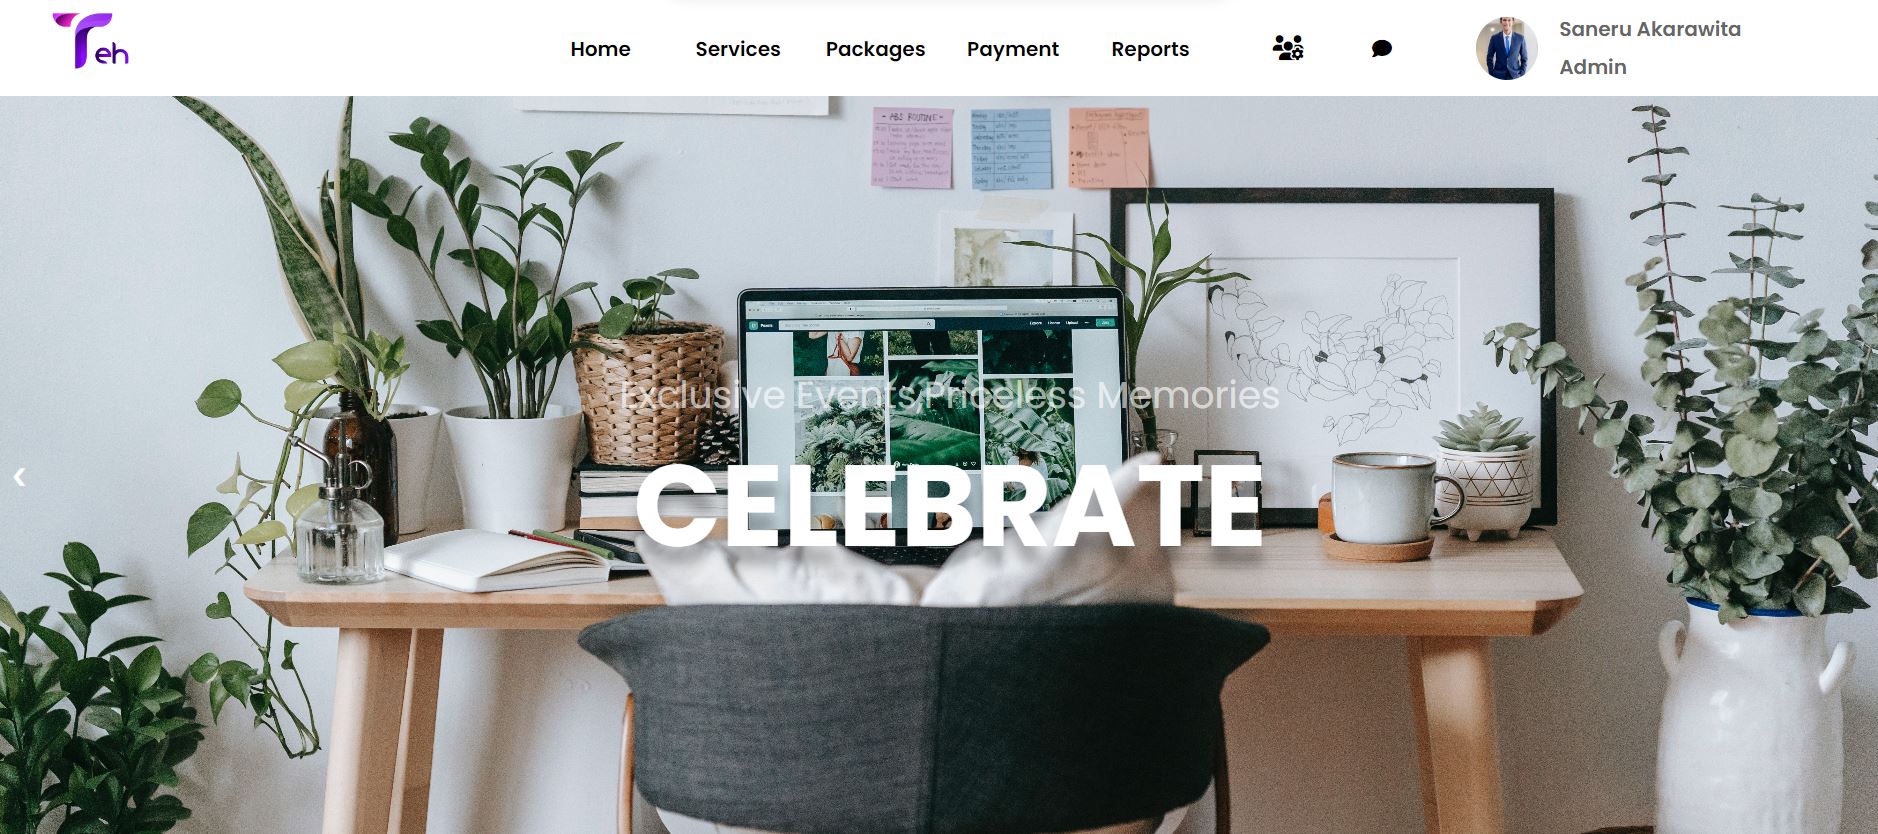 Teh
Home Services Packages Payment Reports
Saneru Akarawita
Admin
- ABS ROUTINE -
Exclusive Events,Priceless Memories
CELEBRATE